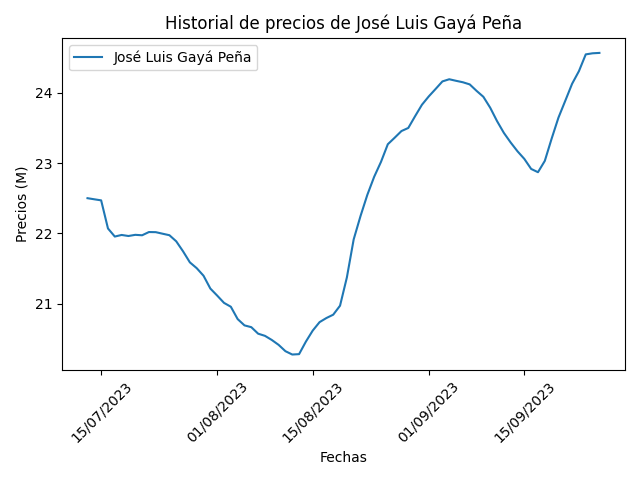 Historial de precios de José Luis Gayá Peña
José Luis Gayá Peña
Precios (M)
24
23
22
21
15/07/2023
01/08/2023
15/08/2023
01/09/2023
15/09/2023
Fechas